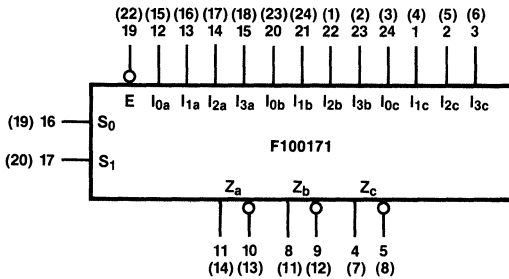 (22) (15) (16) (17) (18) (23) (24) (1) (2) (3) (4) (5) (6)
19 12 13 14 15 20 21 22 23 24 1 2 3
E I0a I1a I2a I3a I0b I1b I2b I3b I0c I1c I2c I3c
(19) 16 S0
F100171
(20) 17 S1
Za Zb Zc
11 10 8 9 4 5
(14) (13) (11) (12) (7) (8)